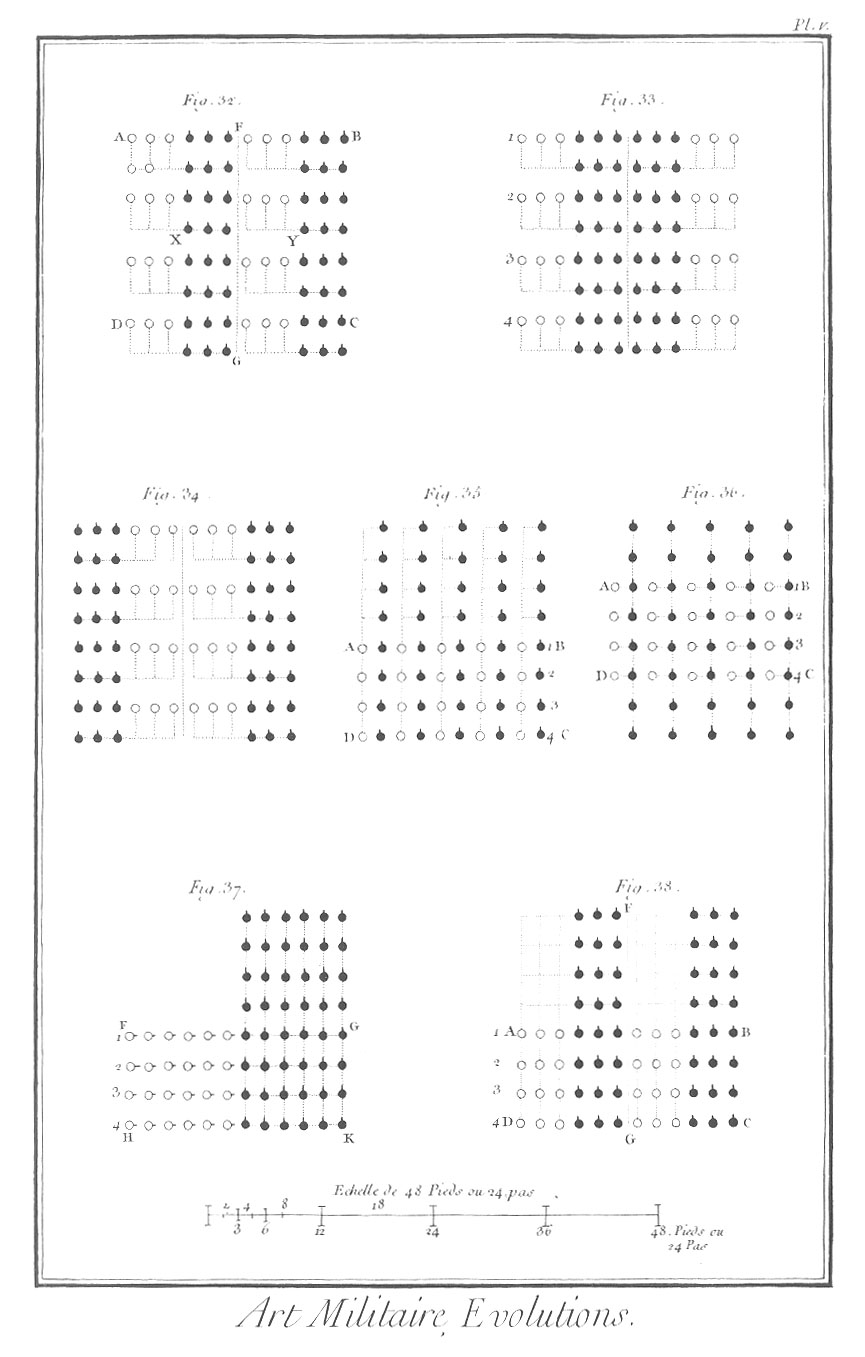 Pl. V.
Fig. 32.
Fig. 33.
A F B
1
2
X Y
3
D C
4
G
Fig. 34.
Fig. 35
Fig. 36.
A 1 B
2
3
D 4 C
A 1 B
2
3
D 4 C
Fig. 37.
Fig. 38.
F
F G
1
2
3
4
H K
1 A B
2
3
4 D C
G
Echelle de 48 Pieds ou 24 pas
2 4 8 18
3 6 12 24 36 48. Pieds ou
24 Pas
Art Militaire, Evolutions.